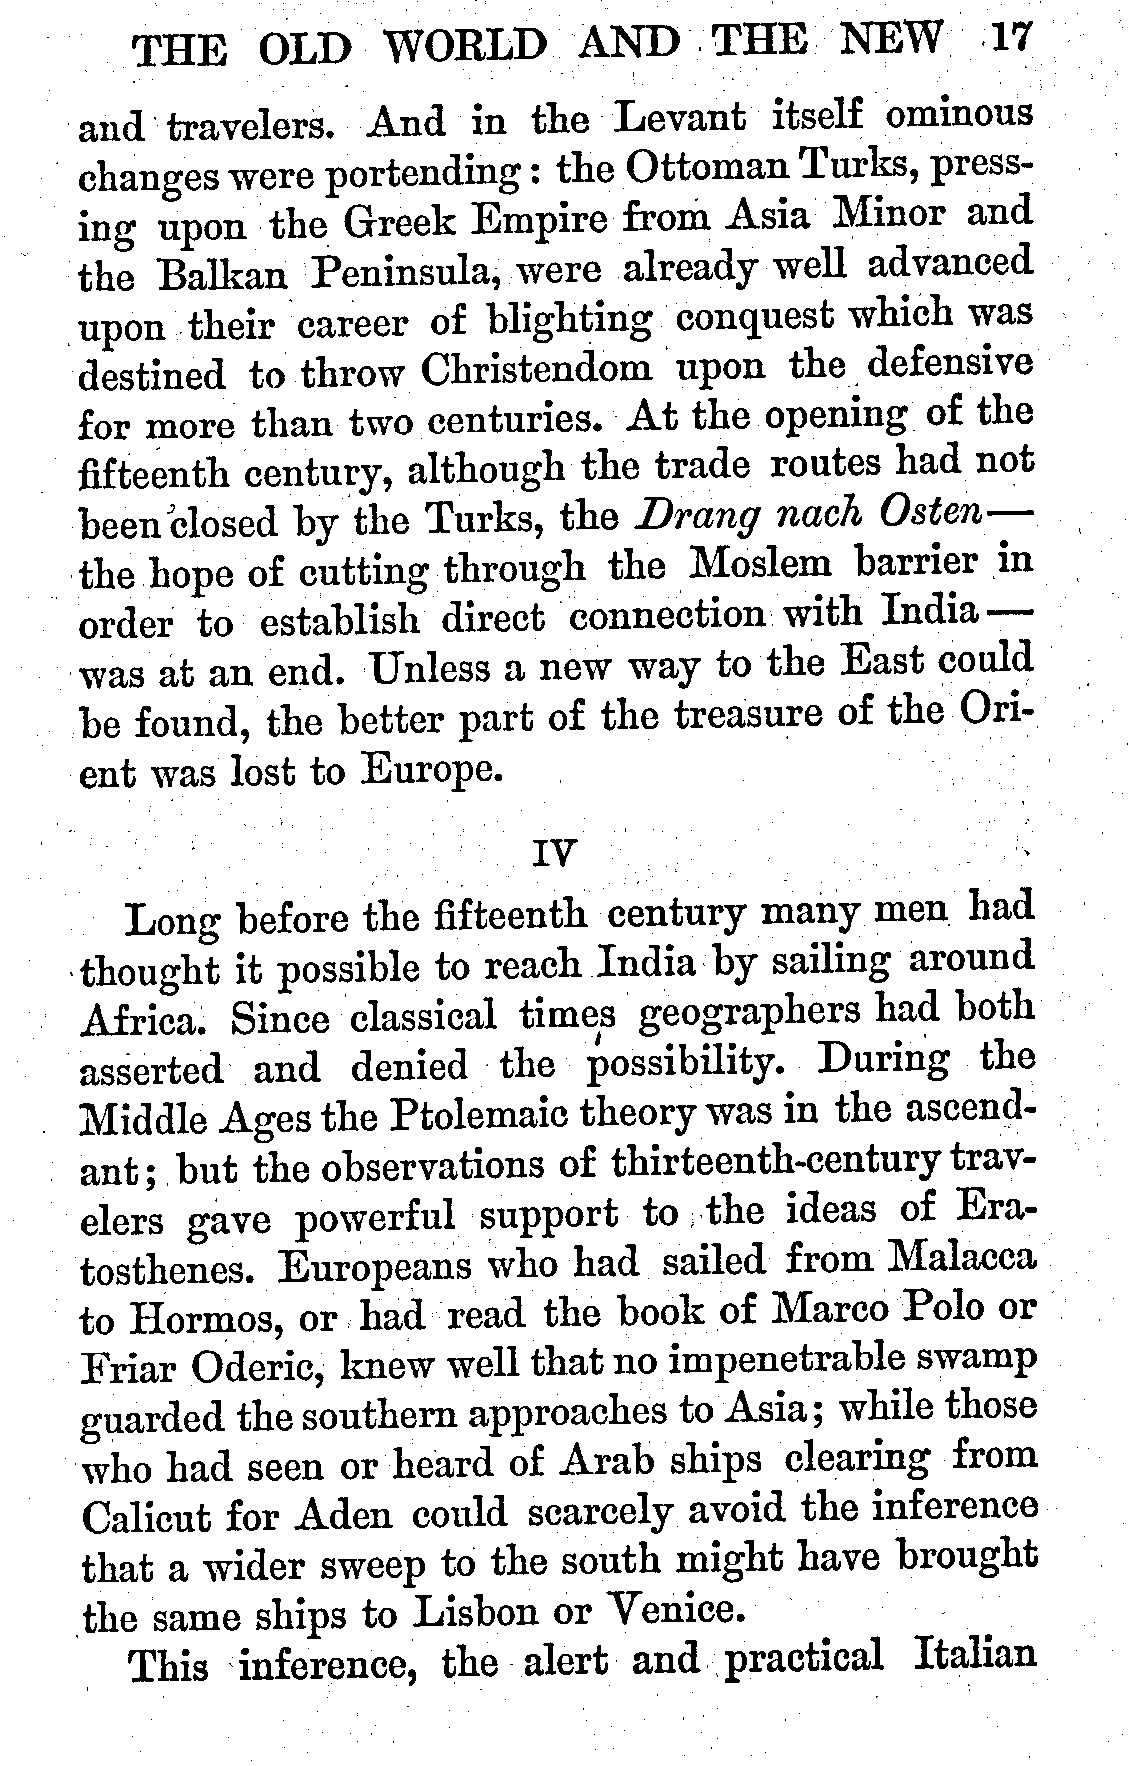 THE OLD WORLD AND THE NEW 17
and travelers. And in the Levant itself ominous
changes were portending: the Ottoman Turks, press-
ing upon the Greek Empire from Asia Minor and
the Balkan Peninsula, were already well advanced
upon their career of blighting conquest which was
destined to throw Christendom upon the defensive
for more than two centuries. At the opening of the
fifteenth century, although the trade routes had not
been closed by the Turks, the Drang nach Osten—
the hope of cutting through the Moslem barrier in
order to establish direct connection with India—
was at an end. Unless a new way to the East could
be found, the better part of the treasure of the Ori-
ent was lost to Europe.
IV
Long before the fifteenth century many men had
thought it possible to reach India by sailing around
Africa. Since classical times geographers had both
asserted and denied the possibility. During the
Middle Ages the Ptolemaic theory was in the ascend-
ant; but the observations of thirteenth-century trav-
elers gave powerful support to the ideas of Era-
tosthenes. Europeans who had sailed from Malacca
to Hormos, or had read the book of Marco Polo or
Friar Oderic, knew well that no impenetrable swamp
guarded the southern approaches to Asia; while those
who had seen or heard of Arab ships clearing from
Calicut for Aden could scarcely avoid the inference
that a wider sweep to the south might have brought
the same ships to Lisbon or Venice.
This inference, the alert and practical Italian